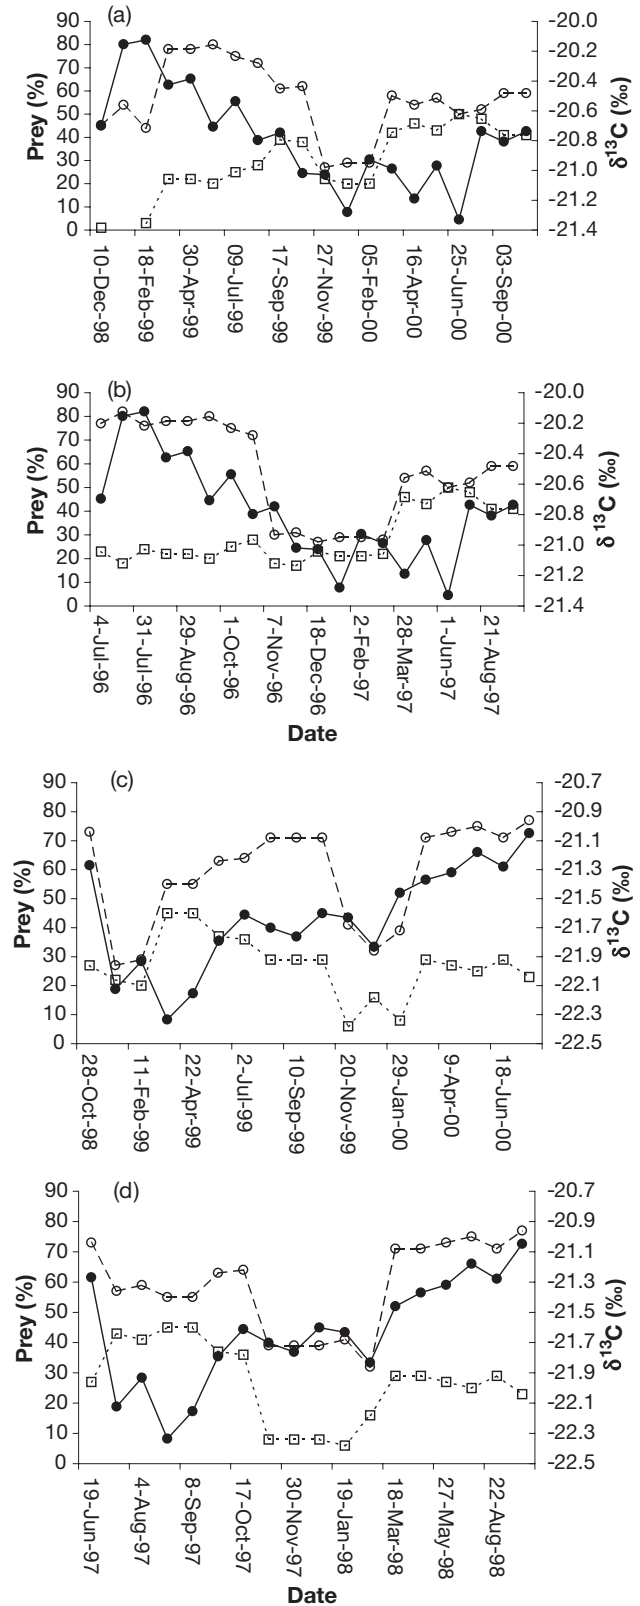 (a)
90
80
70
60
50
40
30
20
10
0
Prey (%)
-20.0
-20.2
-20.4
-20.6
-20.8
-21.0
-21.2
-21.4
δ13C (‰)
10-Dec-98
18-Feb-99
30-Apr-99
09-Jul-99
17-Sep-99
27-Nov-99
05-Feb-00
16-Apr-00
25-Jun-00
03-Sep-00
(b)
90
80
70
60
50
40
30
20
10
0
Prey (%)
-20.0
-20.2
-20.4
-20.6
-20.8
-21.0
-21.2
-21.4
δ 13C (‰)
4-Jul-96
31-Jul-96
29-Aug-96
1-Oct-96
7-Nov-96
18-Dec-96
2-Feb-97
28-Mar-97
1-Jun-97
21-Aug-97
Date
(c)
90
80
70
60
50
40
30
20
10
0
Prey (%)
-20.7
-20.9
-21.1
-21.3
-21.5
-21.7
-21.9
-22.1
-22.3
-22.5
δ13C (‰)
28-Oct-98
11-Feb-99
22-Apr-99
2-Jul-99
10-Sep-99
20-Nov-99
29-Jan-00
9-Apr-00
18-Jun-00
(d)
90
80
70
60
50
40
30
20
10
0
Prey (%)
-20.7
-20.9
-21.1
-21.3
-21.5
-21.7
-21.9
-22.1
-22.3
-22.5
δ13C (‰)
19-Jun-97
4-Aug-97
8-Sep-97
17-Oct-97
30-Nov-97
19-Jan-98
18-Mar-98
27-May-98
22-Aug-98
Date